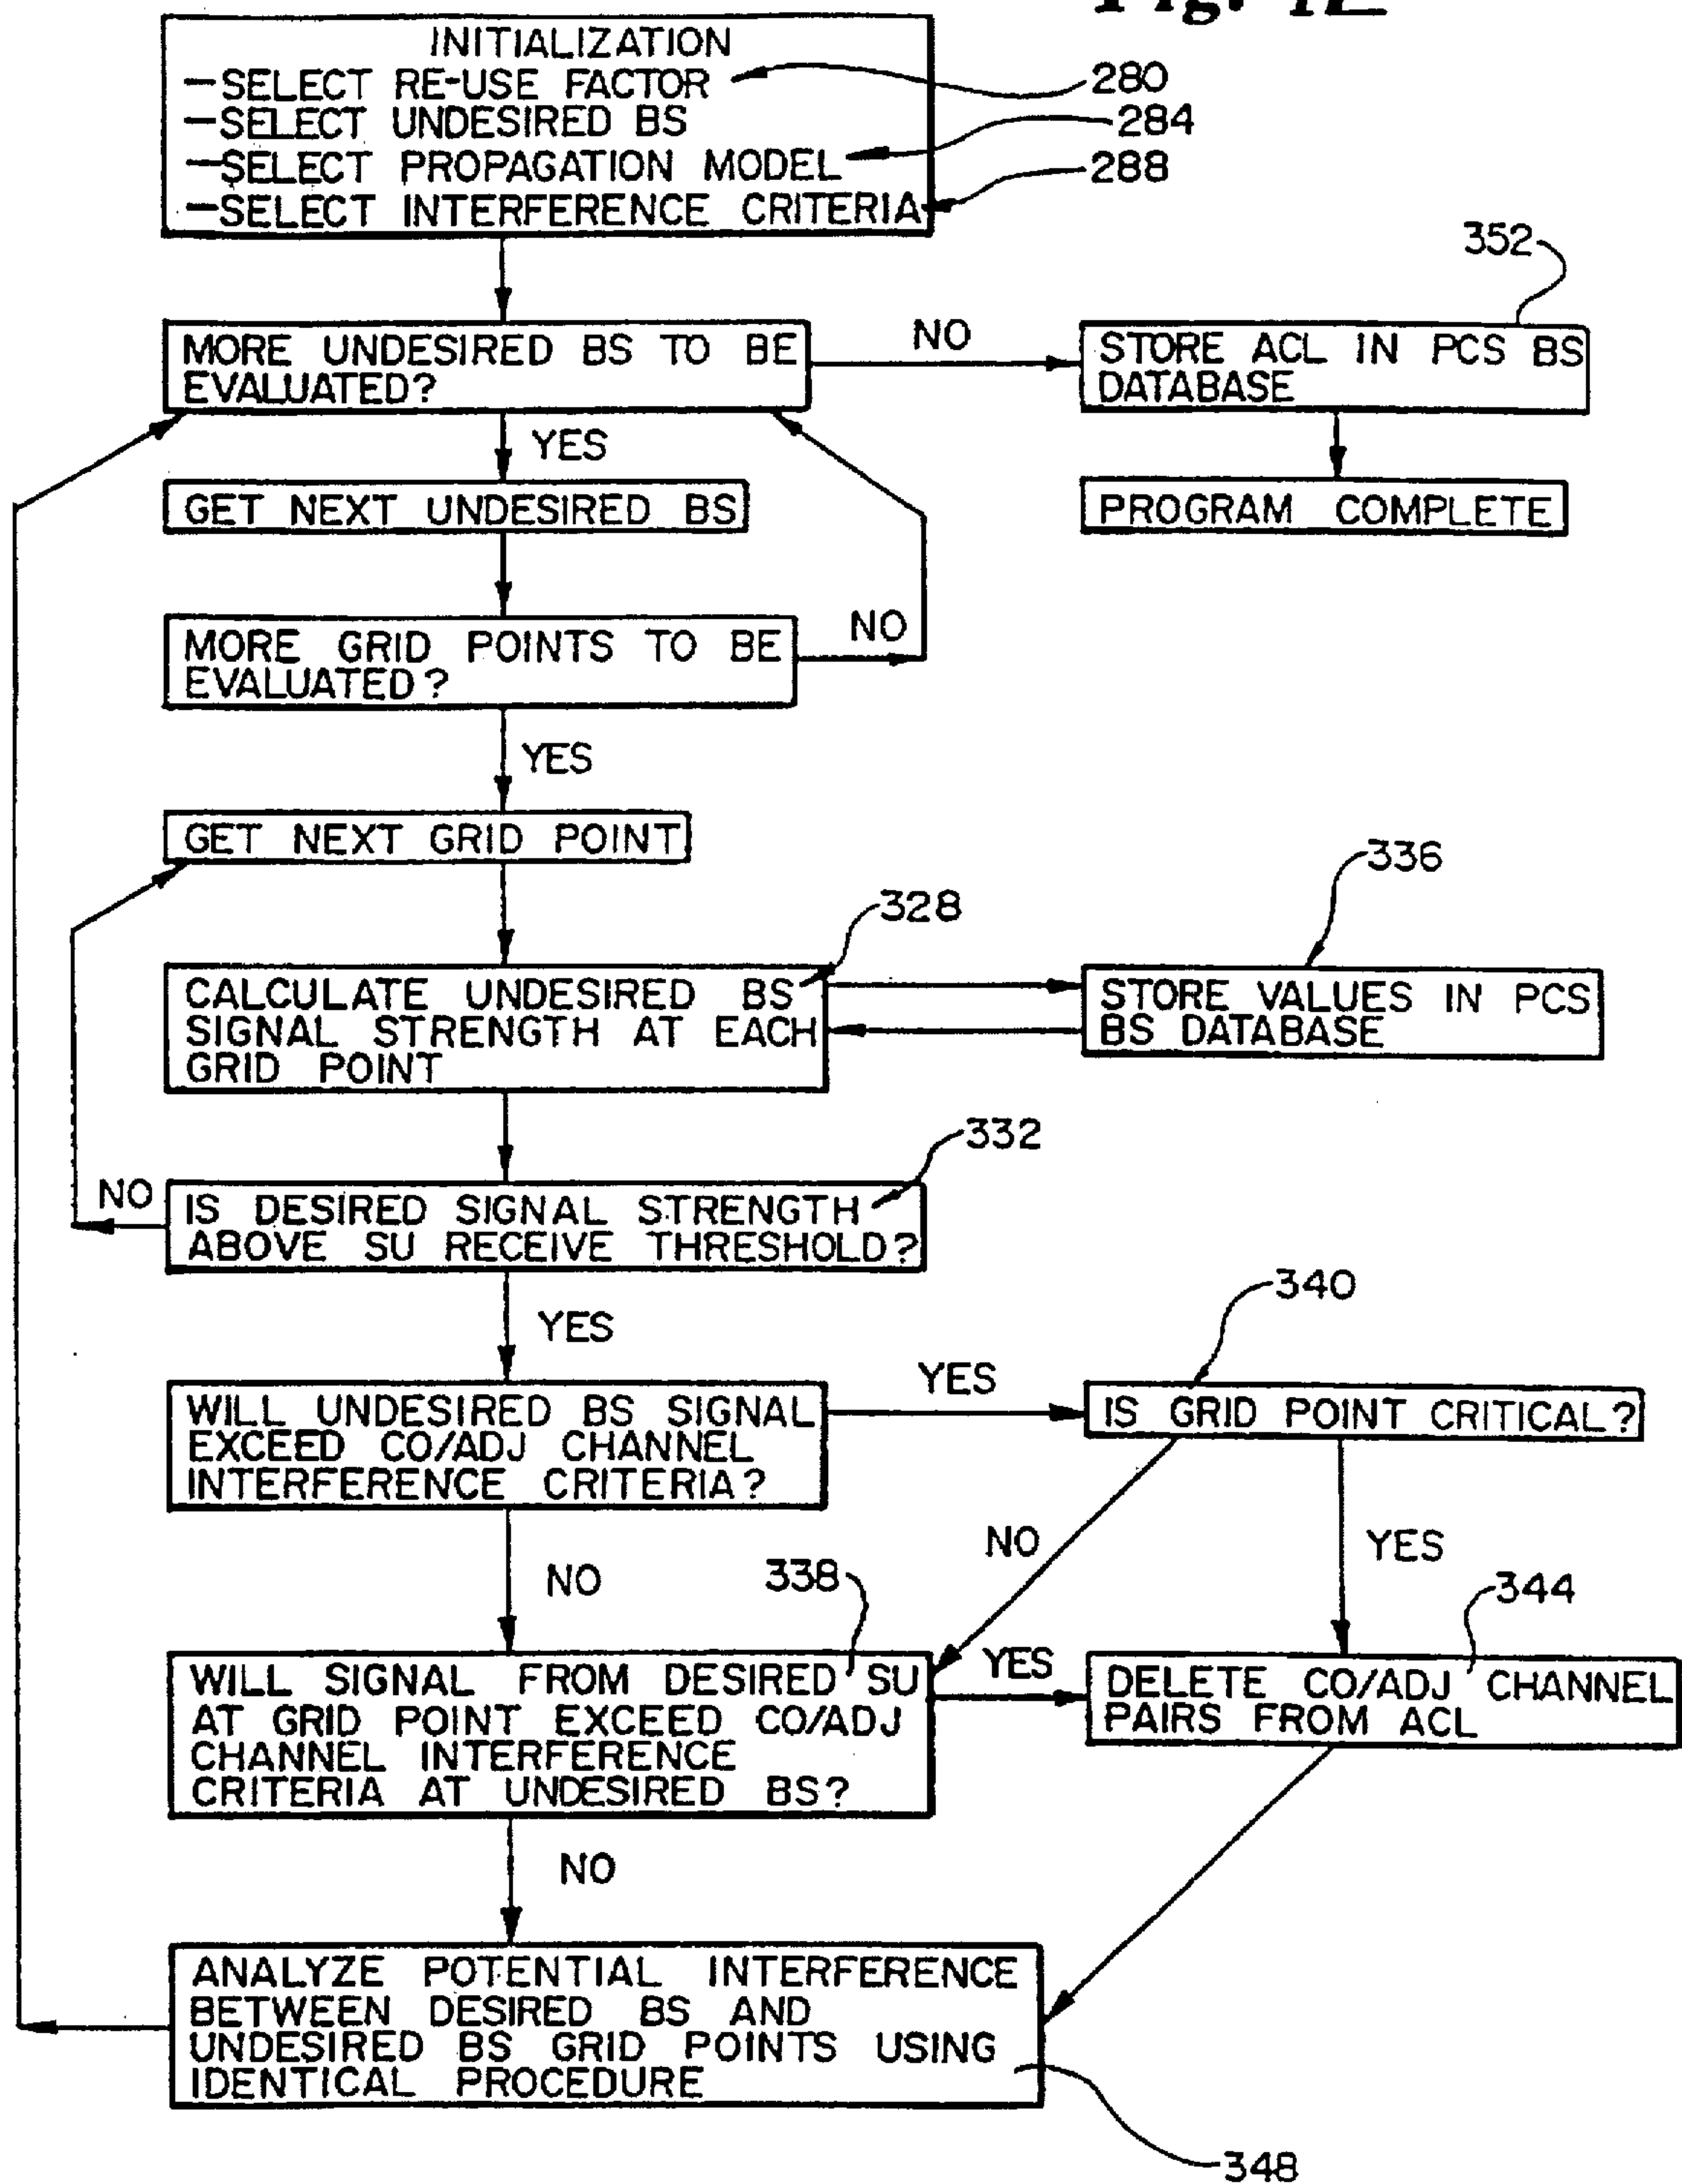 Fig. 12
INITIALIZATION
-SELECT RE-USE FACTOR
280
-SELECT UNDESIRED BS
284
-SELECT PROPAGATION MODEL
288
-SELECT INTERFERENCE CRITERIA
352
MORE UNDESIRED BS TO BE
EVALUATED?
NO
STORE ACL IN PCS BS
DATABASE
YES
GET NEXT UNDESIRED BS
PROGRAM COMPLETE
MORE GRID POINTS TO BE
EVALUATED?
NO
YES
GET NEXT GRID POINT
336
328
CALCULATE UNDESIRED BS
SIGNAL STRENGTH AT EACH
GRID POINT
STORE VALUES IN PCS
BS DATABASE
332
NO
IS DESIRED SIGNAL STRENGTH
ABOVE SU RECEIVE THRESHOLD?
340
YES
WILL UNDESIRED BS SIGNAL
EXCEED CO/ADJ CHANNEL
INTERFERENCE CRITERIA?
YES
IS GRID POINT CRITICAL?
NO
YES
NO
338
344
WILL SIGNAL FROM DESIRED SU
AT GRID POINT EXCEED CO/ADJ
CHANNEL INTERFERENCE
CRITERIA AT UNDESIRED BS?
YES
DELETE CO/ADJ CHANNEL
PAIRS FROM ACL
NO
ANALYZE POTENTIAL INTERFERENCE
BETWEEN DESIRED BS AND
UNDESIRED BS GRID POINTS USING
IDENTICAL PROCEDURE
348